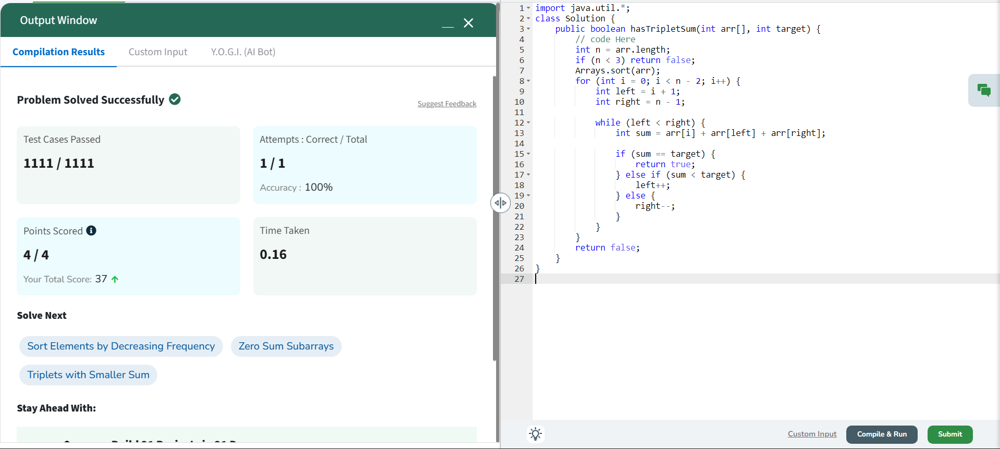 Output Window
Compilation Results Custom Input Y.O.G.I. (AI Bot)
Problem Solved Successfully
Suggest Feedback
Test Cases Passed
1111 / 1111
Attempts : Correct / Total
1 / 1
Accuracy : 100%
Points Scored
4 / 4
Your Total Score: 37
Time Taken
0.16
Solve Next
Sort Elements by Decreasing Frequency
Zero Sum Subarrays
Triplets with Smaller Sum
Stay Ahead With:
1 import java.util.*;
2 class Solution {
3     public boolean hasTripletSum(int arr[], int target) {
4         // code Here
5         int n = arr.length;
6         if (n < 3) return false;
7         Arrays.sort(arr);
8         for (int i = 0; i < n - 2; i++) {
9             int left = i + 1;
10             int right = n - 1;
11
12             while (left < right) {
13                 int sum = arr[i] + arr[left] + arr[right];
14
15                 if (sum == target) {
16                     return true;
17                 } else if (sum < target) {
18                     left++;
19                 } else {
20                     right--;
21                 }
22             }
23         }
24         return false;
25     }
26 }
27
Custom Input
Compile & Run
Submit